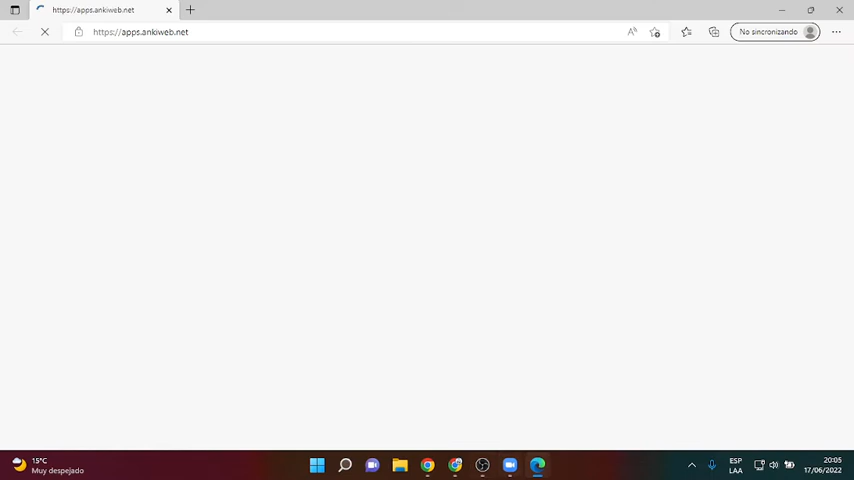 https://apps.ankiweb.net
https://apps.ankiweb.net
No sincronizando
15°C
Muy despejado
ESP
LAA
20:05
17/06/2022